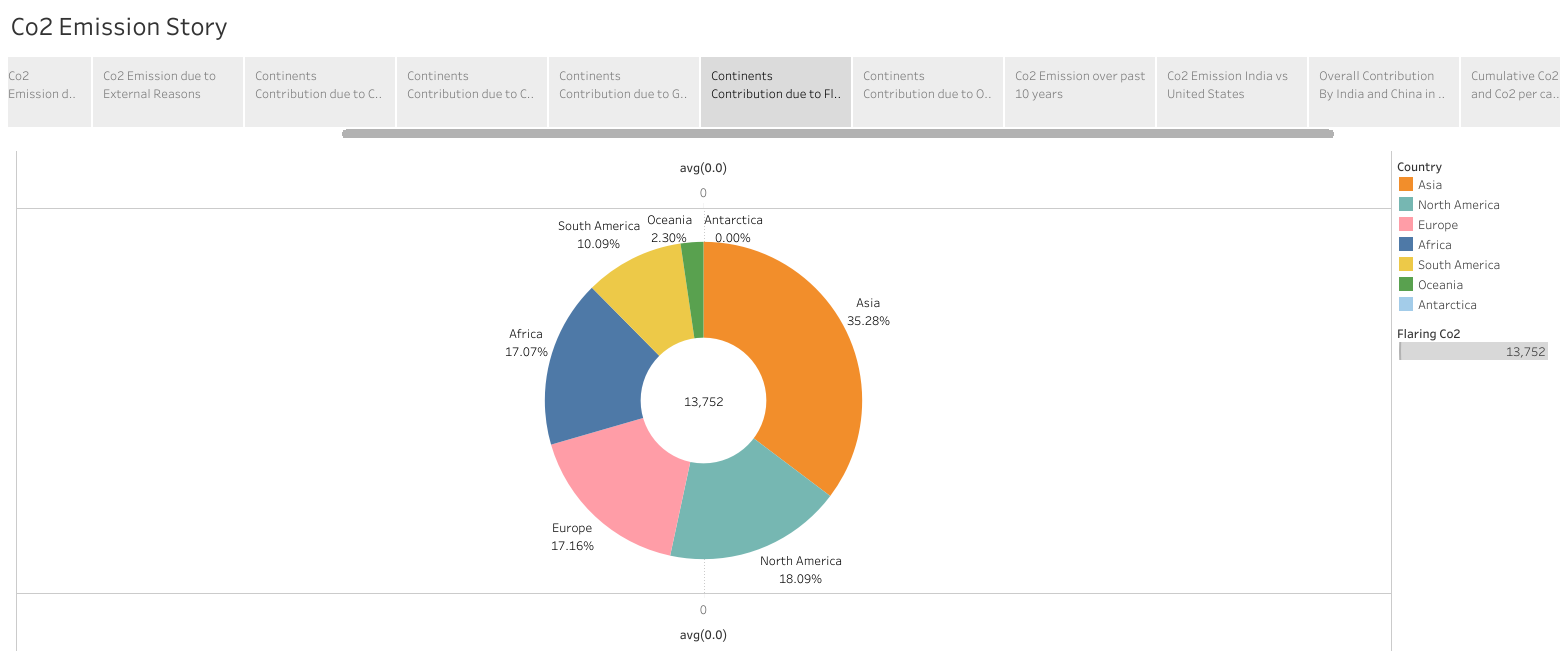 Co2 Emission Story
Co2
Emission d..
Co2 Emission due to
External Reasons
Continents
Contribution due to C..
Continents
Contribution due to C..
Continents
Contribution due to G..
Continents
Contribution due to Fl..
Continents
Contribution due to O..
Co2 Emission over past
10 years
Co2 Emission India vs
United States
Overall Contribution
By India and China in ..
Cumulative Co2
and Co2 per ca..
avg(0.0)
0
South America
10.09%
Oceania
2.30%
Antarctica
0.00%
Asia
35.28%
Africa
17.07%
13,752
Europe
17.16%
North America
18.09%
0
avg(0.0)
Country
Asia
North America
Europe
Africa
South America
Oceania
Antarctica
Flaring Co2
13,752